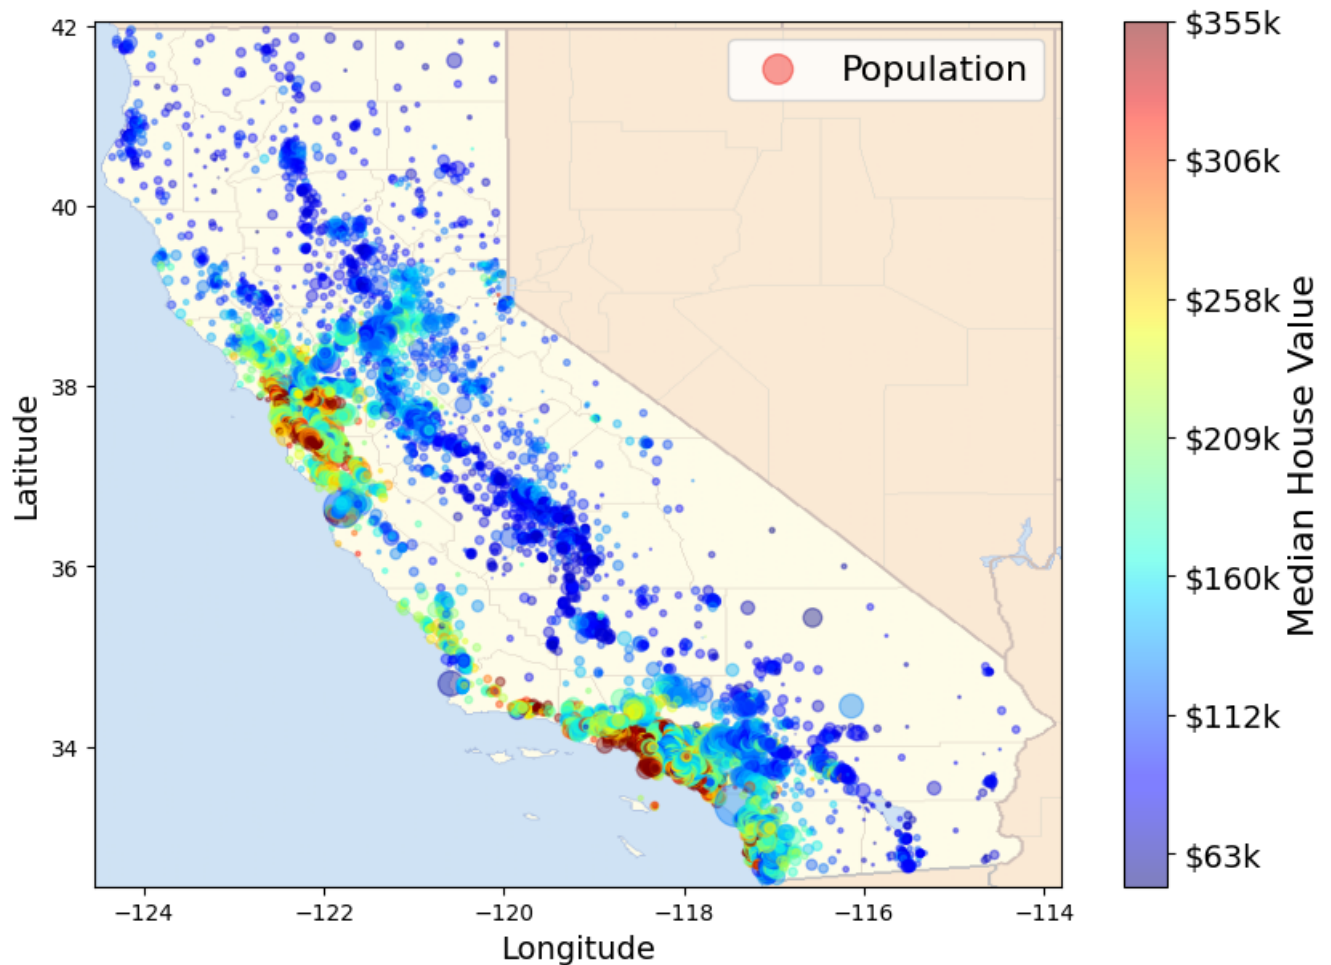 Population
42
40
38
36
34
−124
−122
−120
−118
−116
−114
Longitude
Latitude
$355k
$306k
$258k
$209k
$160k
$112k
$63k
Median House Value